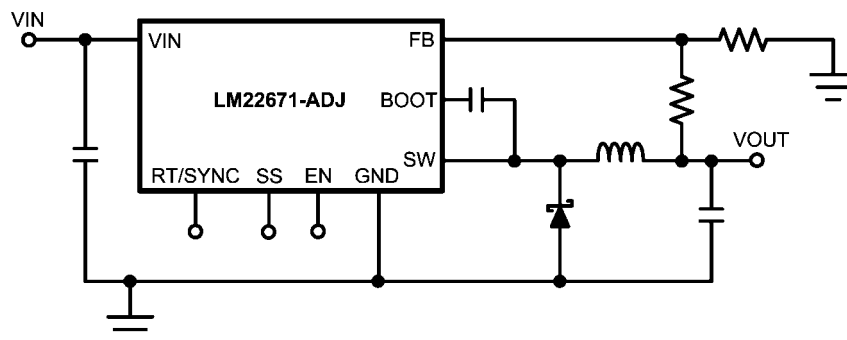 VIN
VIN
FB
LM22671-ADJ
BOOT
SW
VOUT
RT/SYNC SS EN GND